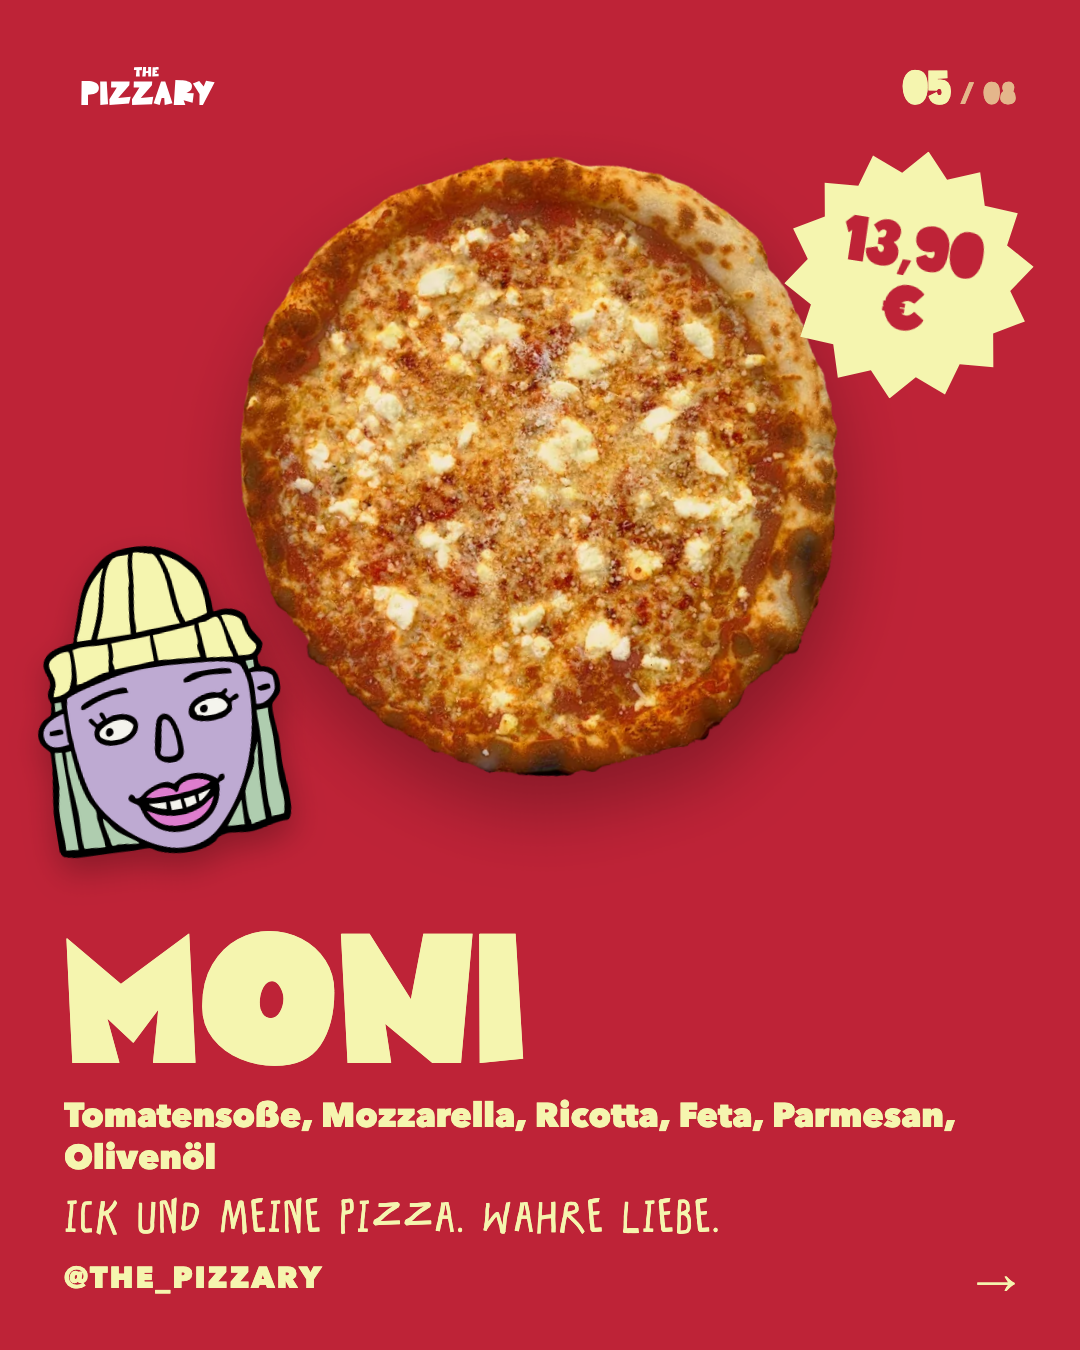 THE
PIZZARY
05 / 08
13,90
€
MONI
Tomatensoße, Mozzarella, Ricotta, Feta, Parmesan,
Olivenöl
ICK UND MEINE PIZZA. WAHRE LIEBE.
@THE_PIZZARY
→